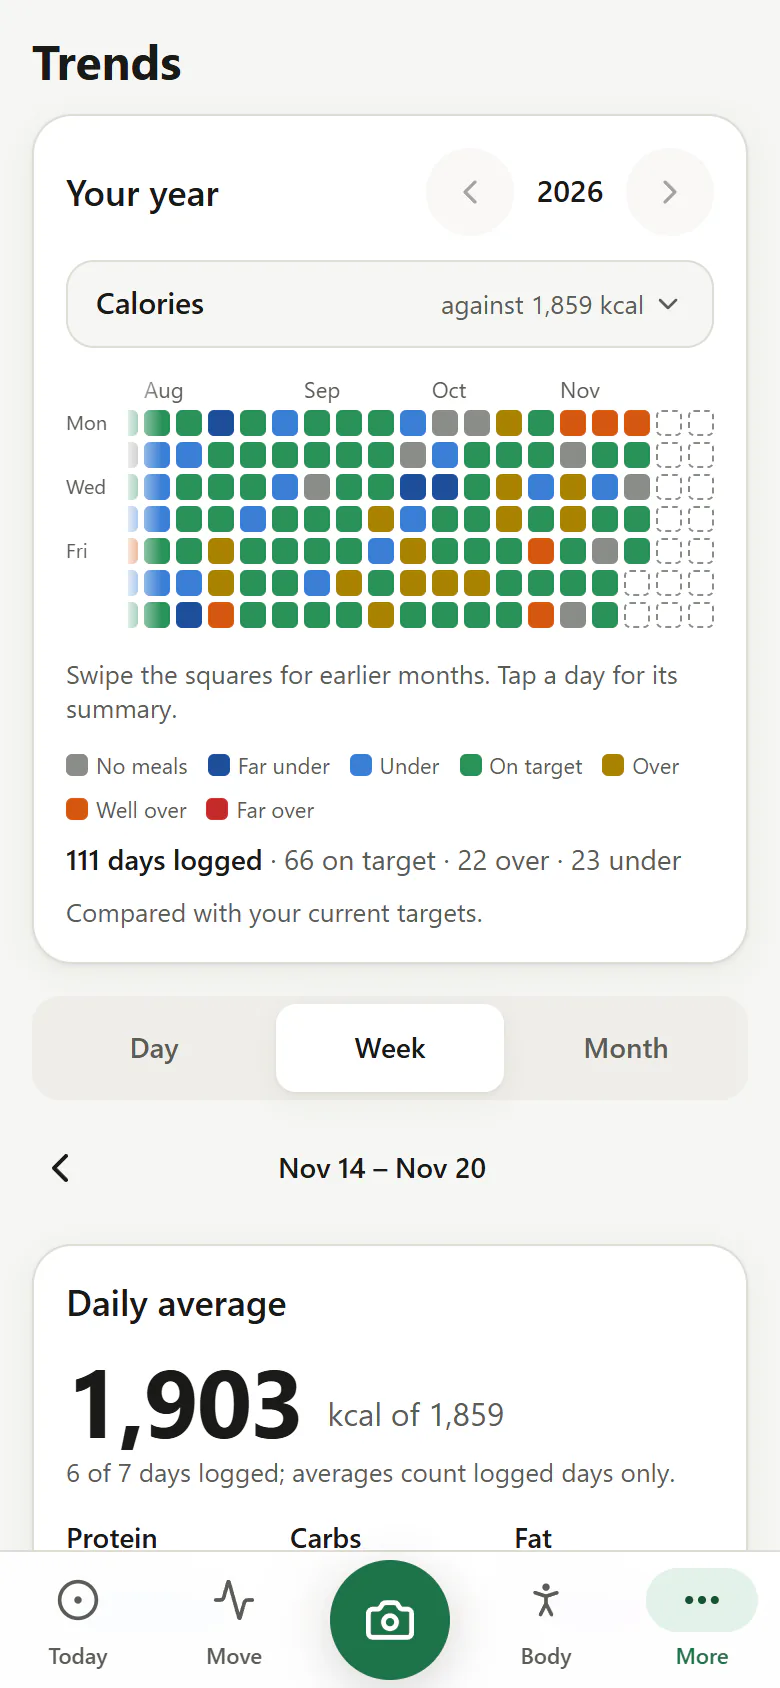 Trends
Your year
2026
Calories
against 1,859 kcal
Aug Sep Oct Nov
Mon
Wed
Fri
Swipe the squares for earlier months. Tap a day for its
summary.
No meals Far under Under On target Over
Well over Far over
111 days logged · 66 on target · 22 over · 23 under
Compared with your current targets.
Day Week Month
Nov 14 – Nov 20
Daily average
1,903 kcal of 1,859
6 of 7 days logged; averages count logged days only.
Protein Carbs Fat
Today Move Body More